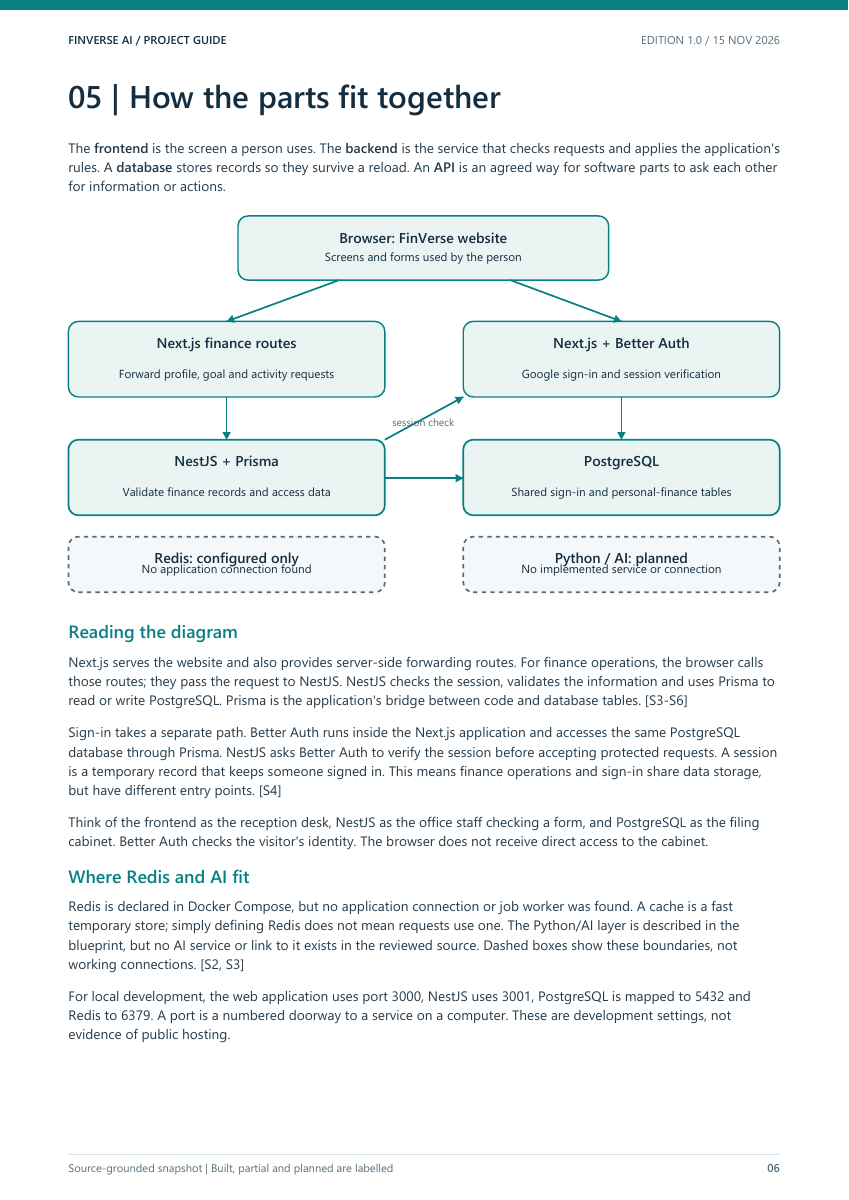 FINVERSE AI / PROJECT GUIDE
EDITION 1.0 / 15 NOV 2026
05 | How the parts fit together
The frontend is the screen a person uses. The backend is the service that checks requests and applies the application's
rules. A database stores records so they survive a reload. An API is an agreed way for software parts to ask each other
for information or actions.
Browser: FinVerse website
Screens and forms used by the person
Next.js finance routes
Forward profile, goal and activity requests
Next.js + Better Auth
Google sign-in and session verification
session check
NestJS + Prisma
Validate finance records and access data
PostgreSQL
Shared sign-in and personal-finance tables
Redis: configured only
No application connection found
Python / AI: planned
No implemented service or connection
Reading the diagram
Next.js serves the website and also provides server-side forwarding routes. For finance operations, the browser calls
those routes; they pass the request to NestJS. NestJS checks the session, validates the information and uses Prisma to
read or write PostgreSQL. Prisma is the application's bridge between code and database tables. [S3-S6]
Sign-in takes a separate path. Better Auth runs inside the Next.js application and accesses the same PostgreSQL
database through Prisma. NestJS asks Better Auth to verify the session before accepting protected requests. A session
is a temporary record that keeps someone signed in. This means finance operations and sign-in share data storage,
but have different entry points. [S4]
Think of the frontend as the reception desk, NestJS as the office staff checking a form, and PostgreSQL as the filing
cabinet. Better Auth checks the visitor's identity. The browser does not receive direct access to the cabinet.
Where Redis and AI fit
Redis is declared in Docker Compose, but no application connection or job worker was found. A cache is a fast
temporary store; simply defining Redis does not mean requests use one. The Python/AI layer is described in the
blueprint, but no AI service or link to it exists in the reviewed source. Dashed boxes show these boundaries, not
working connections. [S2, S3]
For local development, the web application uses port 3000, NestJS uses 3001, PostgreSQL is mapped to 5432 and
Redis to 6379. A port is a numbered doorway to a service on a computer. These are development settings, not
evidence of public hosting.
Source-grounded snapshot | Built, partial and planned are labelled
06